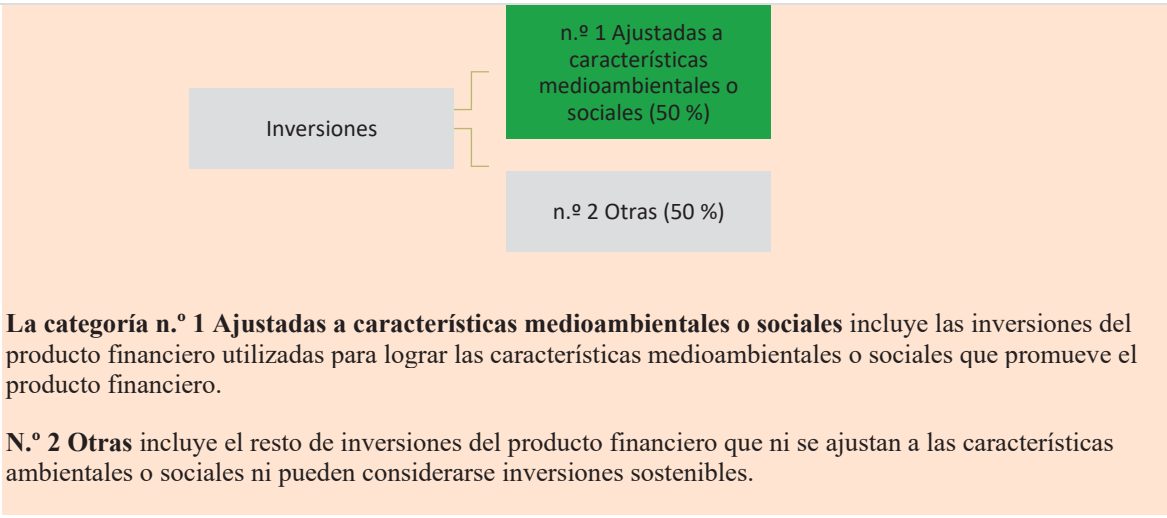 n.º 1 Ajustadas a
características
medioambientales o
sociales (50 %)
Inversiones
n.º 2 Otras (50 %)
La categoría n.º 1 Ajustadas a características medioambientales o sociales incluye las inversiones del
producto financiero utilizadas para lograr las características medioambientales o sociales que promueve el
producto financiero.
N.º 2 Otras incluye el resto de inversiones del producto financiero que ni se ajustan a las características
ambientales o sociales ni pueden considerarse inversiones sostenibles.